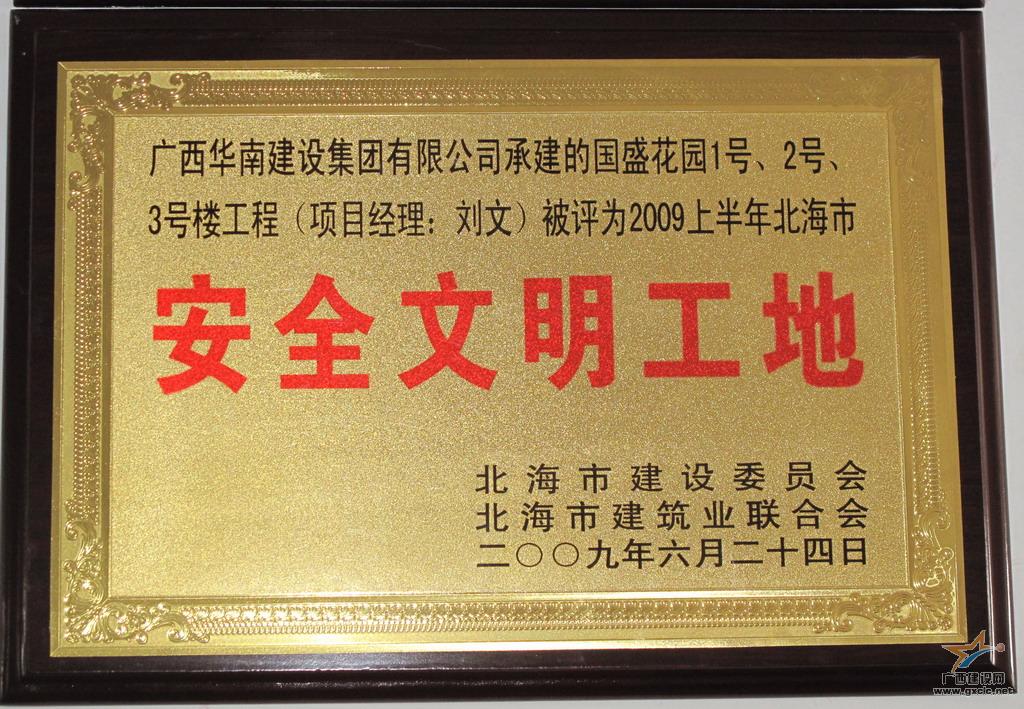 广西华南建设集团有限公司承建的国盛花园1号、2号、
3号楼工程（项目经理：刘文）被评为2009上半年北海市
安全文明工地
北海市建设委员会
北海市建筑业联合会
二〇〇九年六月二十四日
广西建设网
www.gxcic.net